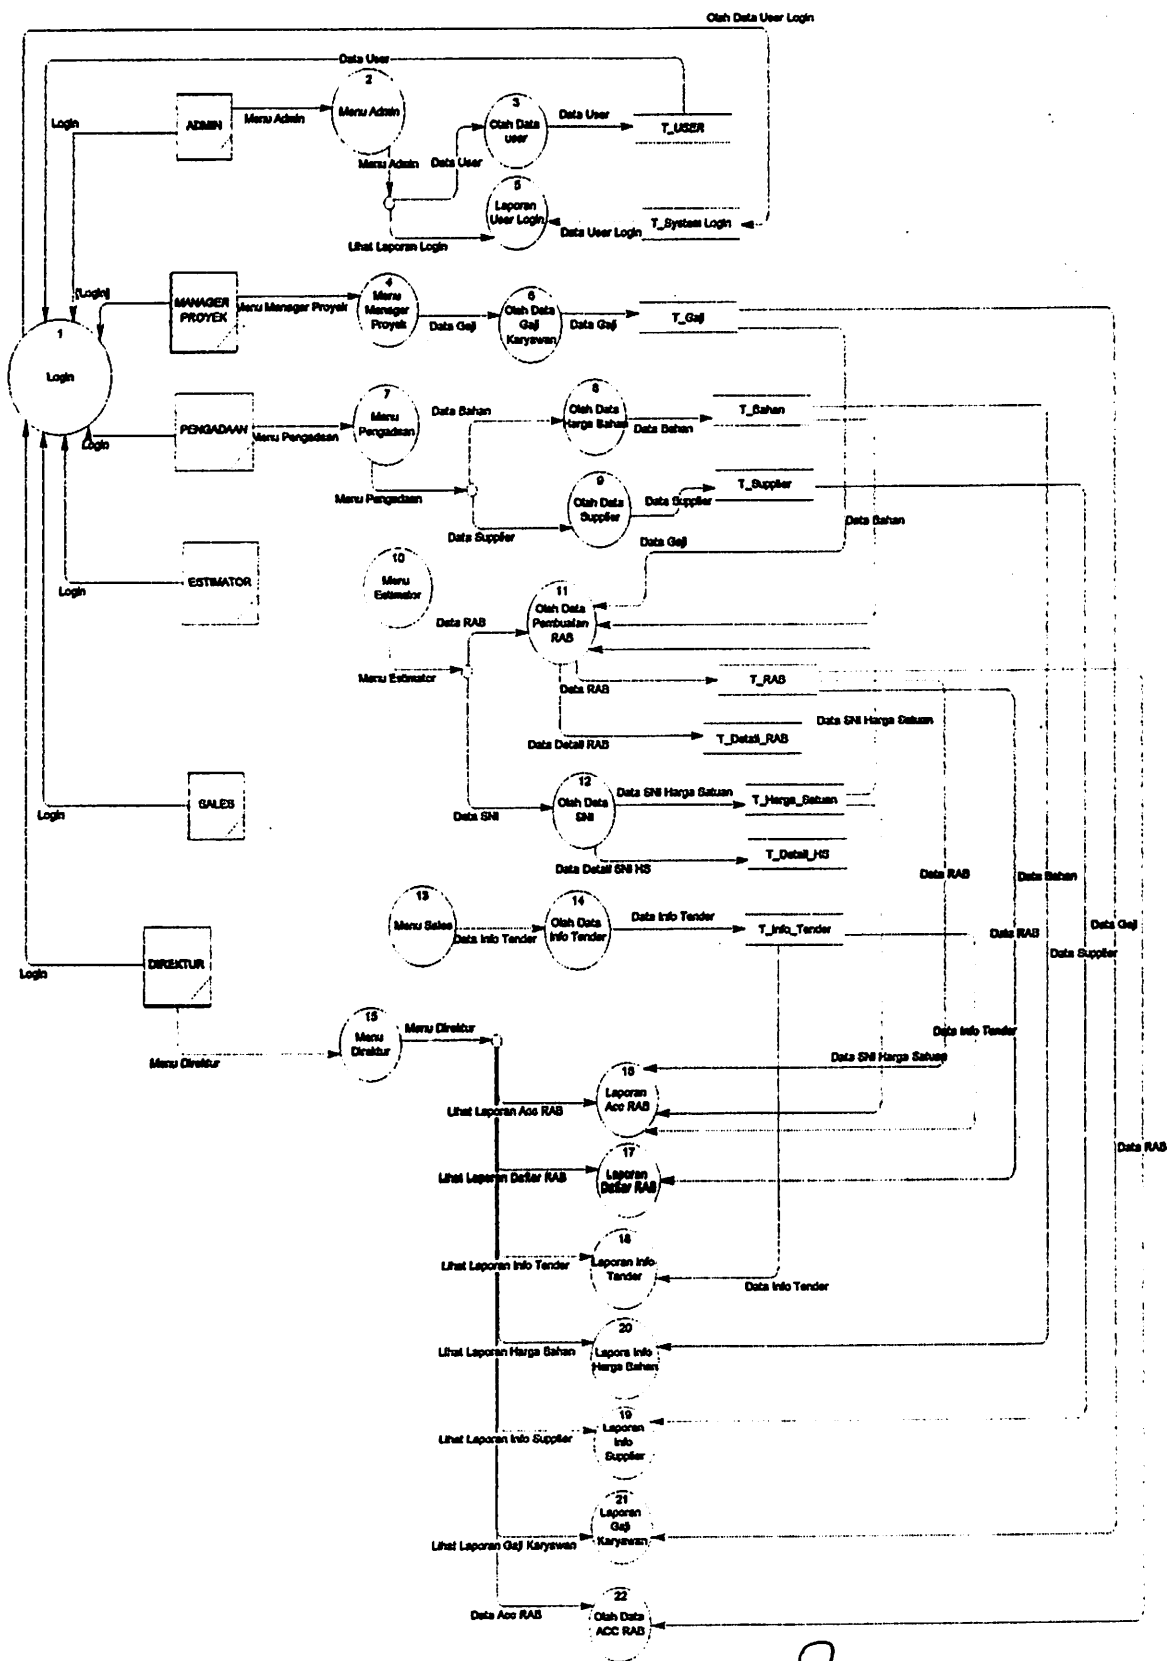 Olah Data User Login
Data User
2
Menu Admin
ADMIN
Menu Admin
Login
3
Olah Data
user
Data User
T_USER
Menu Admin
Data User
5
Laporan
User Login
T_System Login
Data User Login
Lihat Laporan Login
[Login]
MANAGER
PROYEK
Menu Manager Proyek
4
Menu
Manager
Proyek
Data Gaji
6
Olah Data
Gaji
Karyawan
Data Gaji
T_Gaji
1
Login
PENGADAAN
Login
Menu Pengadaan
7
Menu
Pengadaan
Data Bahan
8
Olah Data
Harga Bahan
Data Bahan
T_Bahan
Menu Pengadaan
9
Olah Data
Supplier
Data Supplier
T_Supplier
Data Supplier
Data Gaji
Data Bahan
ESTIMATOR
Login
10
Menu
Estimator
Data RAB
11
Olah Data
Pembuatan
RAB
Menu Estimator
Data RAB
T_RAB
Data SNI Harga Satuan
Data Detail RAB
T_Detail_RAB
SALES
Login
Data SNI
12
Olah Data
SNI
Data SNI Harga Satuan
T_Harga_Satuan
Data Detail SNI HS
T_Detail_HS
Data RAB
Data Bahan
13
Menu Sales
Data Info Tender
14
Olah Data
Info Tender
Data Info Tender
T_Info_Tender
Data RAB
Data Gaji
Data Supplier
DIREKTUR
Login
Menu Direktur
15
Menu
Direktur
Menu Direktur
Data Info Tender
Data SNI Harga Satuan
16
Laporan
Acc RAB
Lihat Laporan Acc RAB
17
Laporan
Daftar RAB
Lihat Laporan Daftar RAB
Data RAB
18
Laporan Info
Tander
Lihat Laporan Info Tender
Data Info Tender
20
Lapora Info
Harga Bahan
Lihat Laporan Harga Bahan
19
Laporan
Info
Supplier
Lihat Laporan Info Supplier
21
Laporan
Gaji
Karyawan
Lihat Laporan Gaji Karyawan
22
Olah Data
ACC RAB
Data Acc RAB